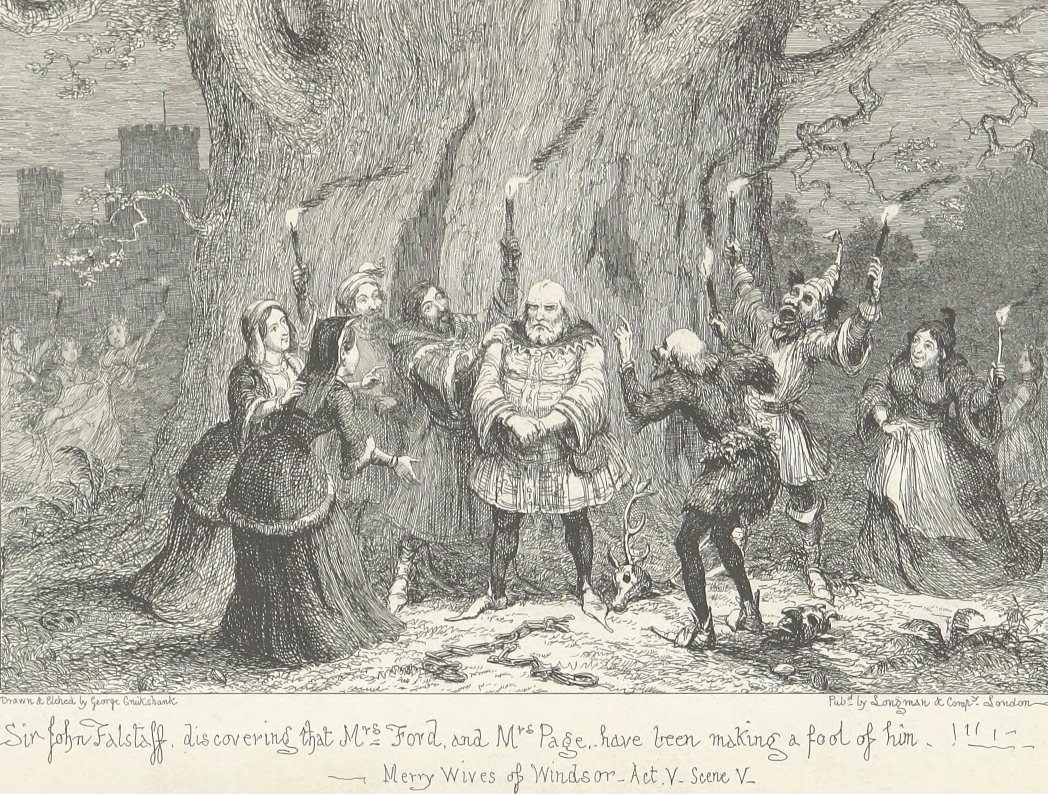 Drawn & Etched by George Cruikshank
Pubd. by Longman & Compy. London
Sir John Falstaff, discovering that Mrs Ford, and Mrs Page, have been making a fool of him. !!!!
Merry Wives of Windsor - Act. V - Scene V -